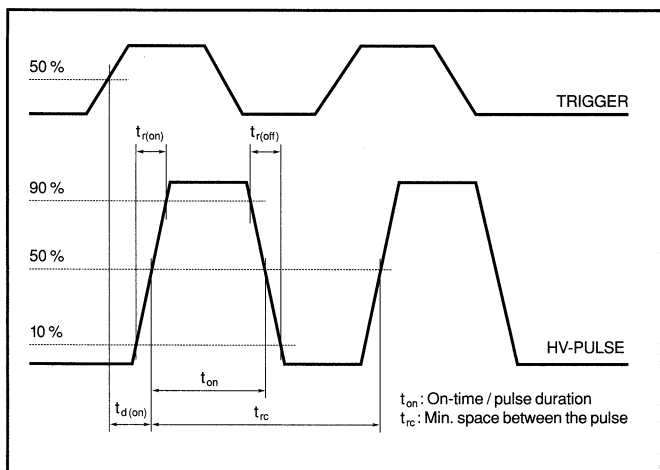 50 %
TRIGGER
t_r(on)
t_r(off)
90 %
50 %
10 %
HV-PULSE
t_on
t_on : On-time / pulse duration
t_d(on)
t_rc
t_rc : Min. space between the pulse